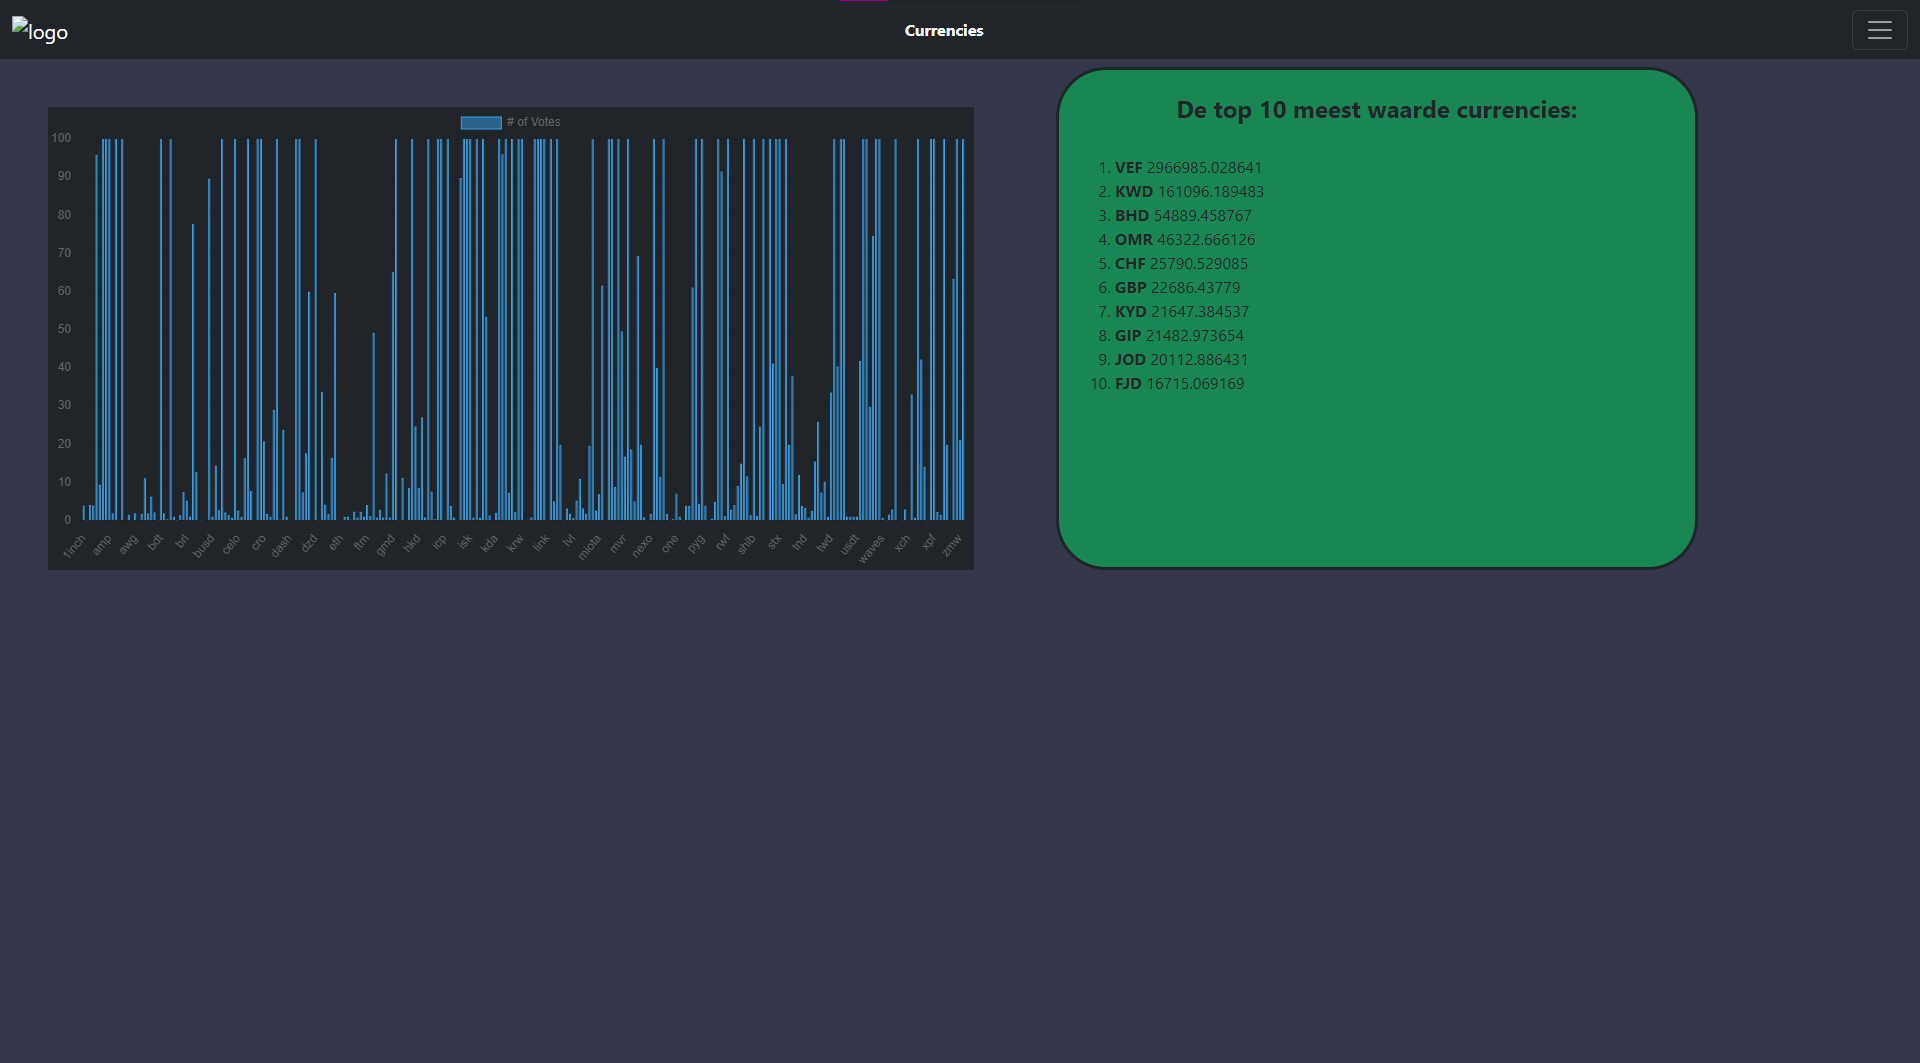 logo
Currencies
# of Votes
100
90
80
70
60
50
40
30
20
10
0
1inch amp awg bdt brl busd celo cro dash dzd eth ftm gmd hkd icp isk kda krw link lvl miota mvr nexo one pyg rwf shib stx tnd twd usdt waves xch xpf zmw
De top 10 meest waarde currencies:
1. VEF 2966985.028641
2. KWD 161096.189483
3. BHD 54889.458767
4. OMR 46322.666126
5. CHF 25790.529085
6. GBP 22686.43779
7. KYD 21647.384537
8. GIP 21482.973654
9. JOD 20112.886431
10. FJD 16715.069169